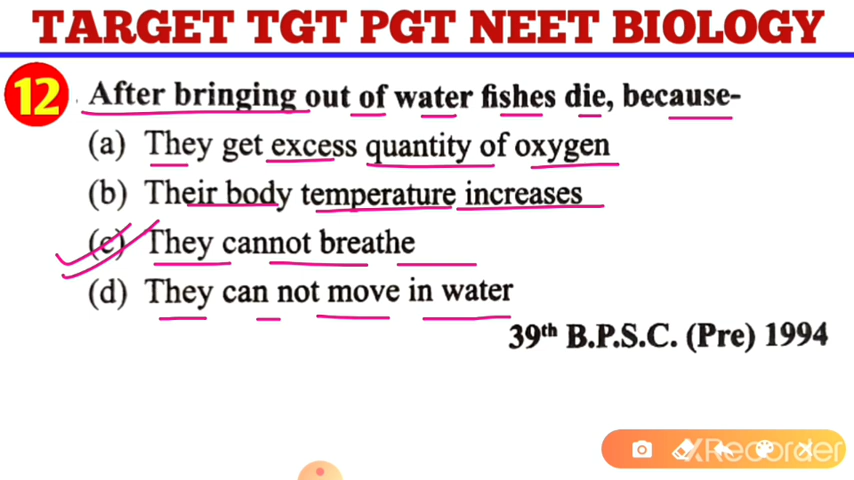 TARGET TGT PGT NEET BIOLOGY
12 After bringing out of water fishes die, because-
(a) They get excess quantity of oxygen
(b) Their body temperature increases
(c) They cannot breathe
(d) They can not move in water
39th B.P.S.C. (Pre) 1994
XRecorder